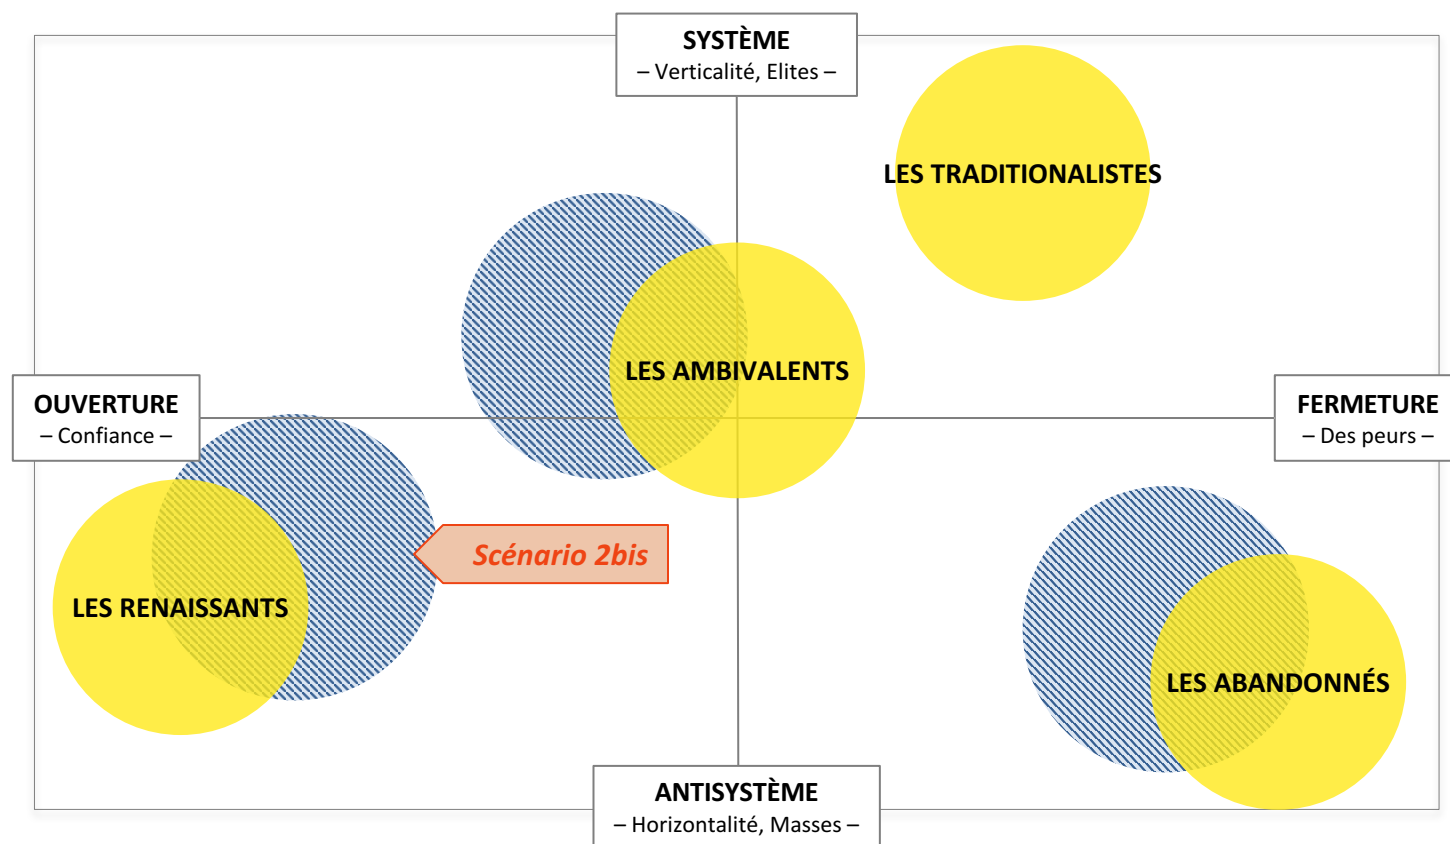 SYSTÈME
– Verticalité, Elites –
LES TRADITIONALISTES
LES AMBIVALENTS
OUVERTURE
– Confiance –
FERMETURE
– Des peurs –
Scénario 2bis
LES RENAISSANTS
LES ABANDONNÉS
ANTISYSTÈME
– Horizontalité, Masses –